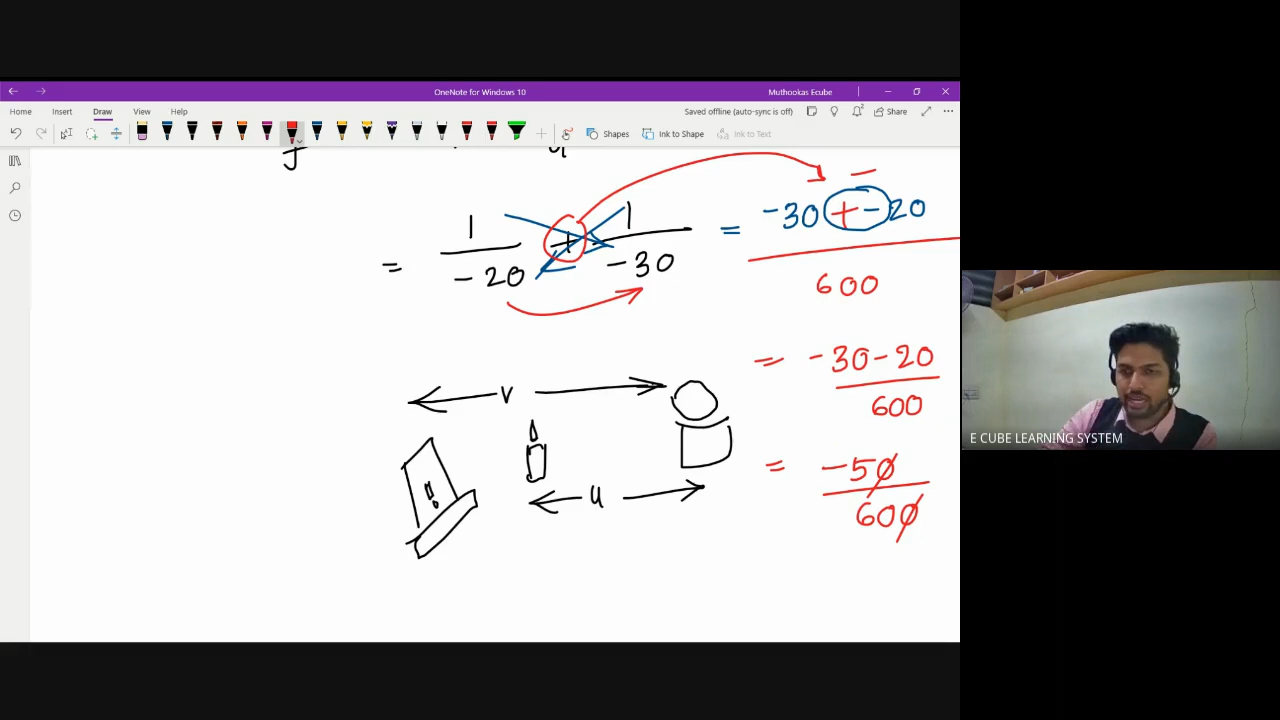 OneNote for Windows 10
Muthookas Ecube
Home Insert Draw View Help
Saved offline (auto-sync is off)
Share
Shapes
Ink to Shape
Ink to Text
1/-20 + 1/-30 = -30 + -20
= 600
= -30-20
600
v
= -50
600
u
E CUBE LEARNING SYSTEM